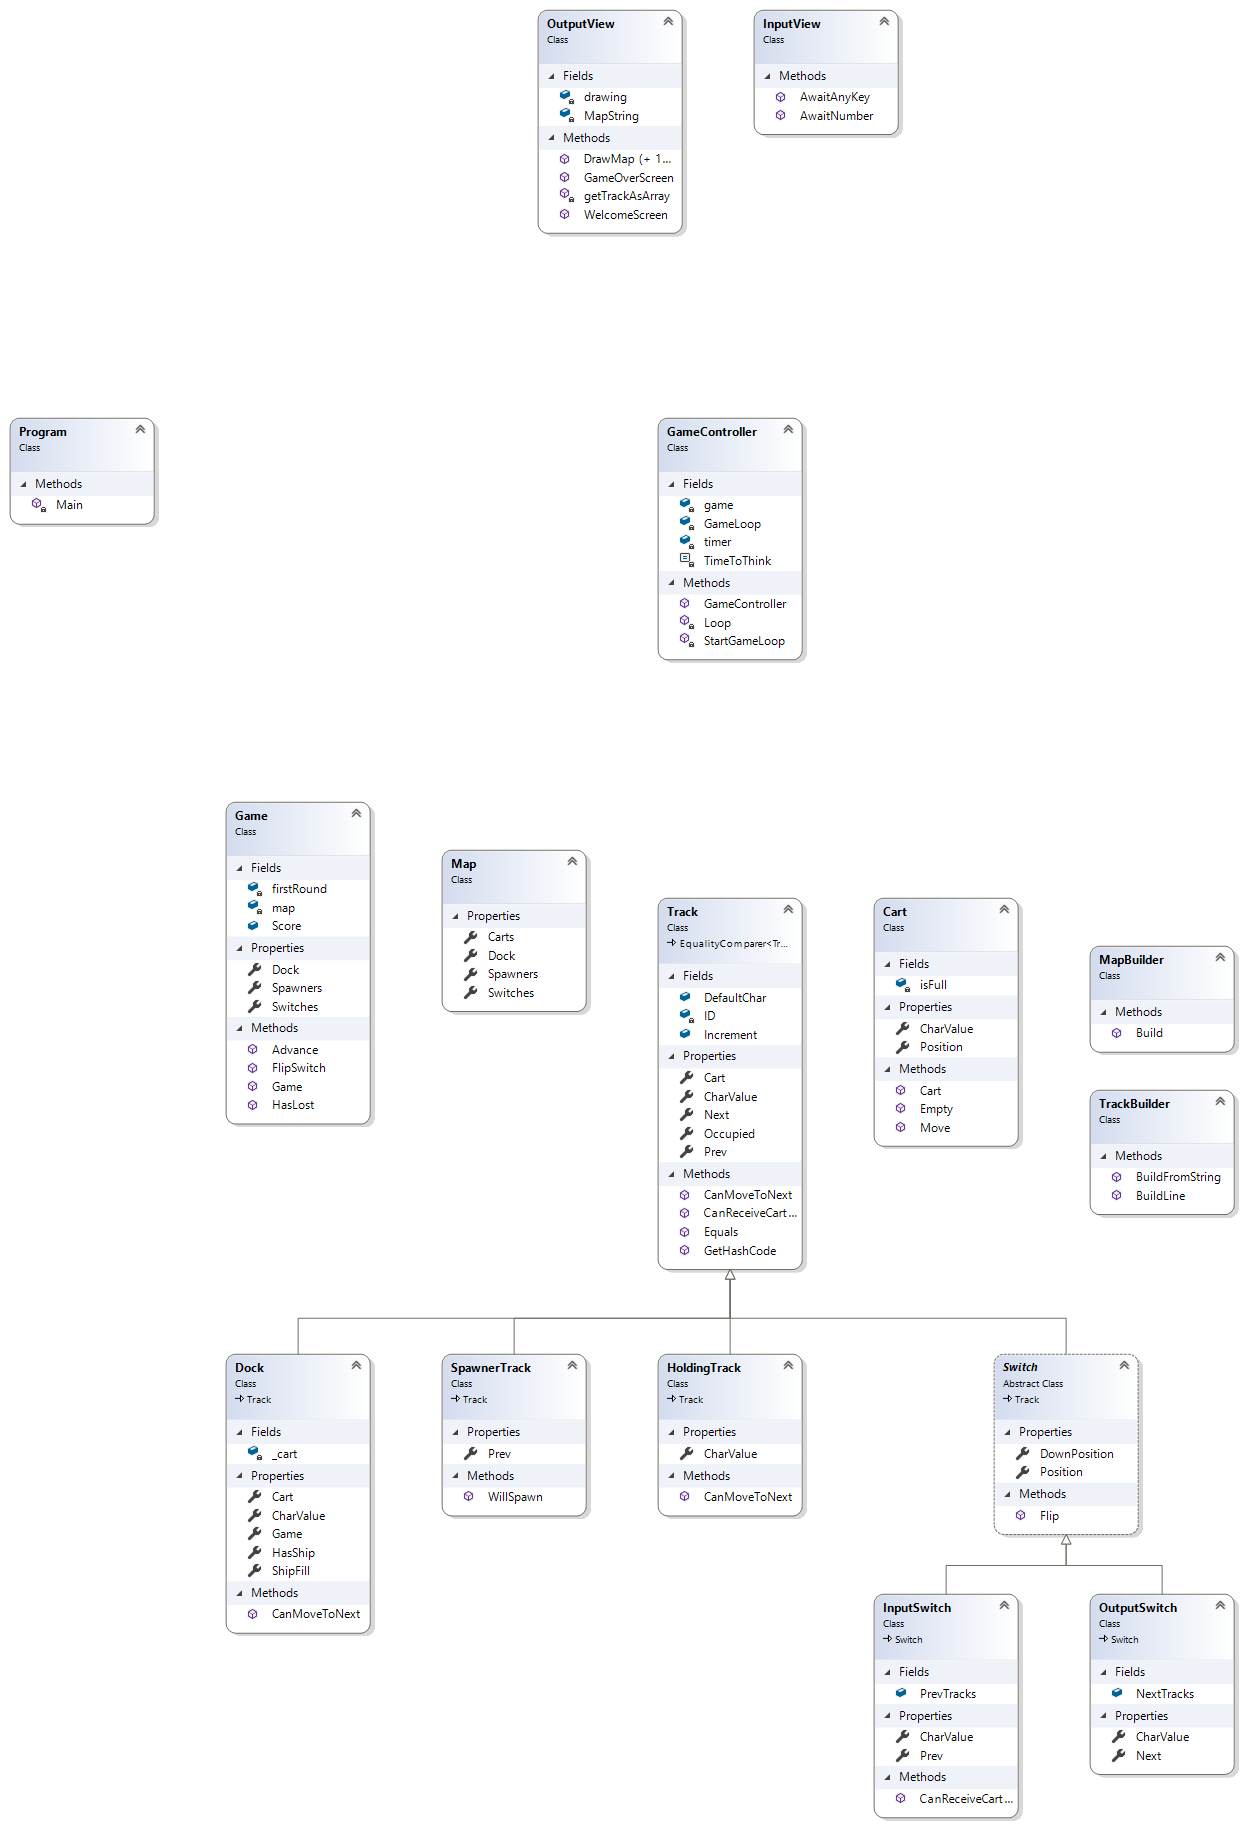 OutputView
Class
Fields
drawing
MapString
Methods
DrawMap (+ 1...
GameOverScreen
getTrackAsArray
WelcomeScreen
InputView
Class
Methods
AwaitAnyKey
AwaitNumber
Program
Class
Methods
Main
GameController
Class
Fields
game
GameLoop
timer
TimeToThink
Methods
GameController
Loop
StartGameLoop
Game
Class
Fields
firstRound
map
Score
Properties
Dock
Spawners
Switches
Methods
Advance
FlipSwitch
Game
HasLost
Map
Class
Properties
Carts
Dock
Spawners
Switches
Track
Class
EqualityComparer<Tr...
Fields
DefaultChar
ID
Increment
Properties
Cart
CharValue
Next
Occupied
Prev
Methods
CanMoveToNext
CanReceiveCart...
Equals
GetHashCode
Cart
Class
Fields
isFull
Properties
CharValue
Position
Methods
Cart
Empty
Move
MapBuilder
Class
Methods
Build
TrackBuilder
Class
Methods
BuildFromString
BuildLine
Dock
Class
Track
Fields
_cart
Properties
Cart
CharValue
Game
HasShip
ShipFill
Methods
CanMoveToNext
SpawnerTrack
Class
Track
Properties
Prev
Methods
WillSpawn
HoldingTrack
Class
Track
Properties
CharValue
Methods
CanMoveToNext
Switch
Abstract Class
Track
Properties
DownPosition
Position
Methods
Flip
InputSwitch
Class
Switch
Fields
PrevTracks
Properties
CharValue
Prev
Methods
CanReceiveCart...
OutputSwitch
Class
Switch
Fields
NextTracks
Properties
CharValue
Next